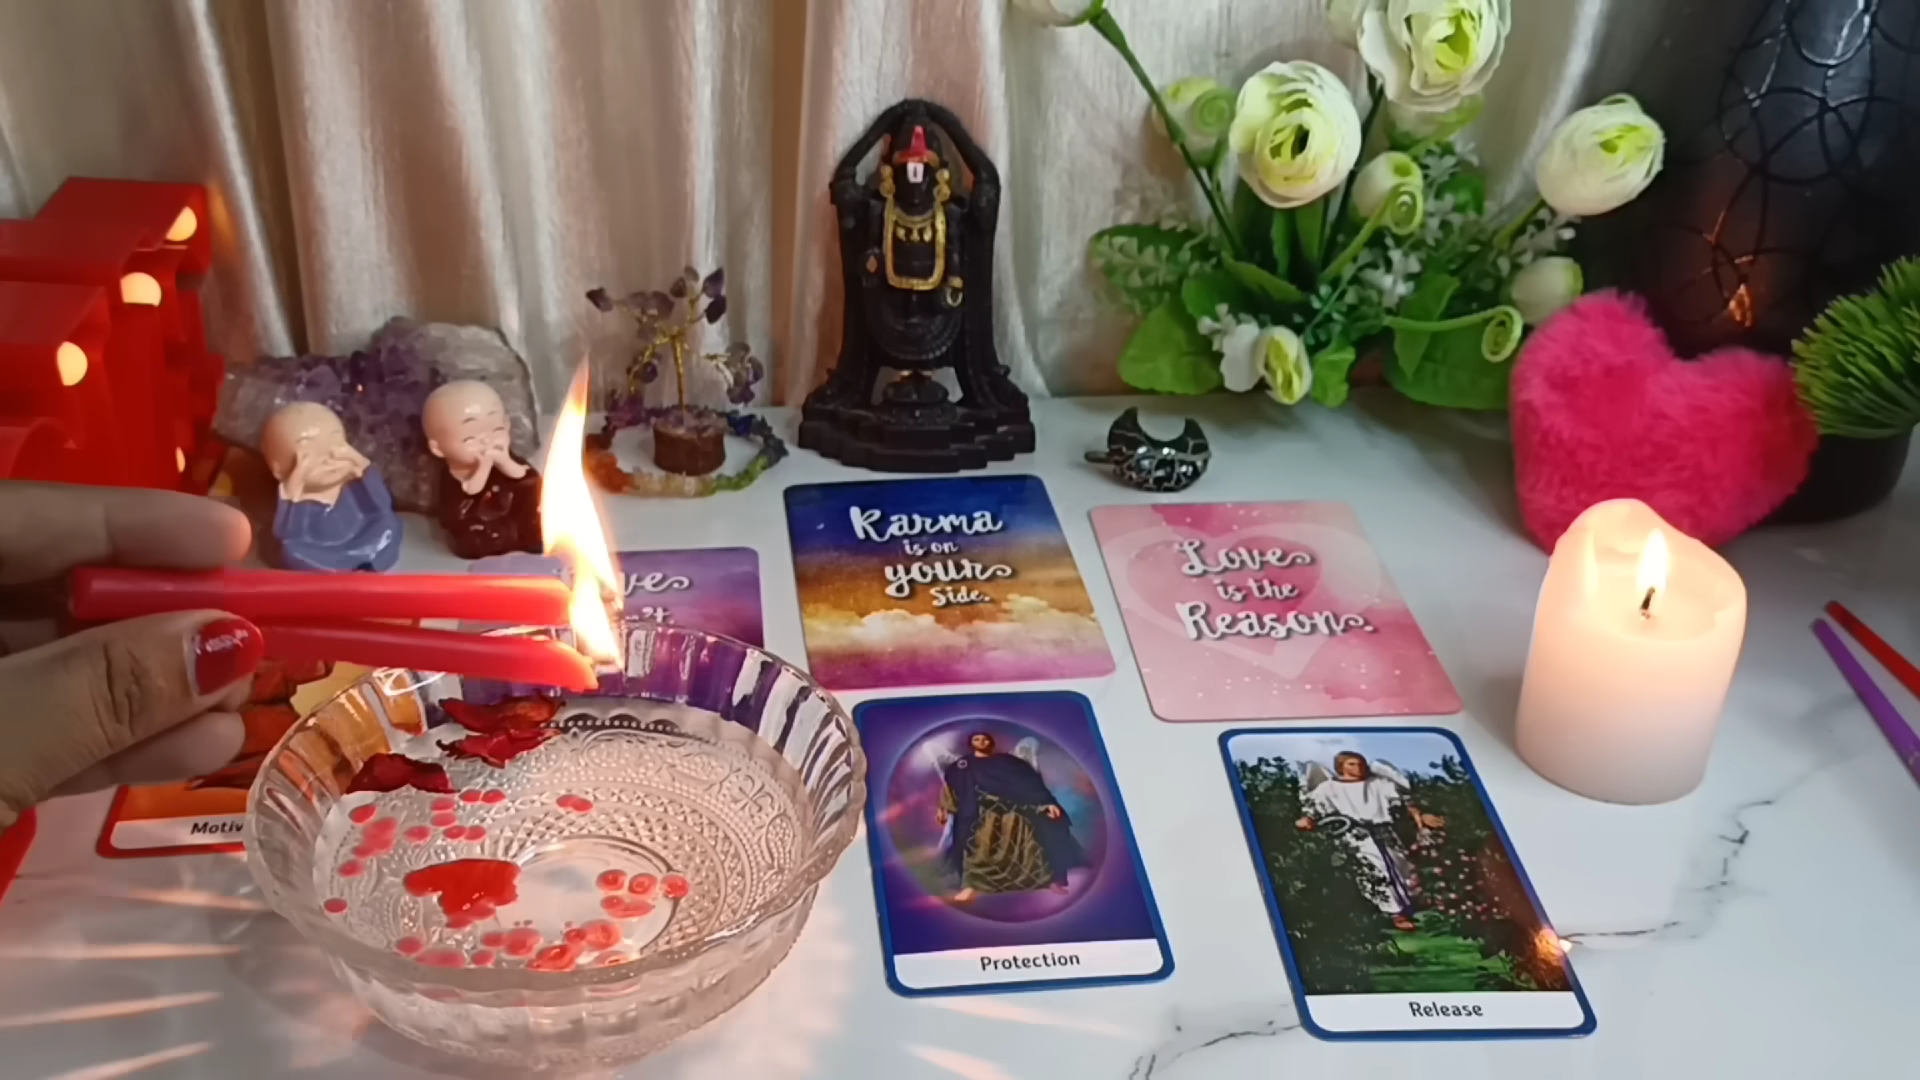 Karma
is on
your
Side.
Love
is the
Reason.
Protection
Release